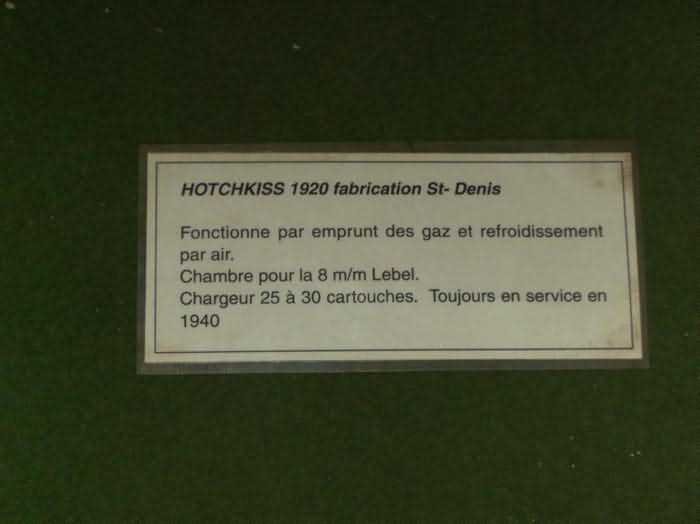 HOTCHKISS 1920 fabrication St- Denis
Fonctionne par emprunt des gaz et refroidissement
par air.
Chambre pour la 8 m/m Lebel.
Chargeur 25 à 30 cartouches. Toujours en service en
1940